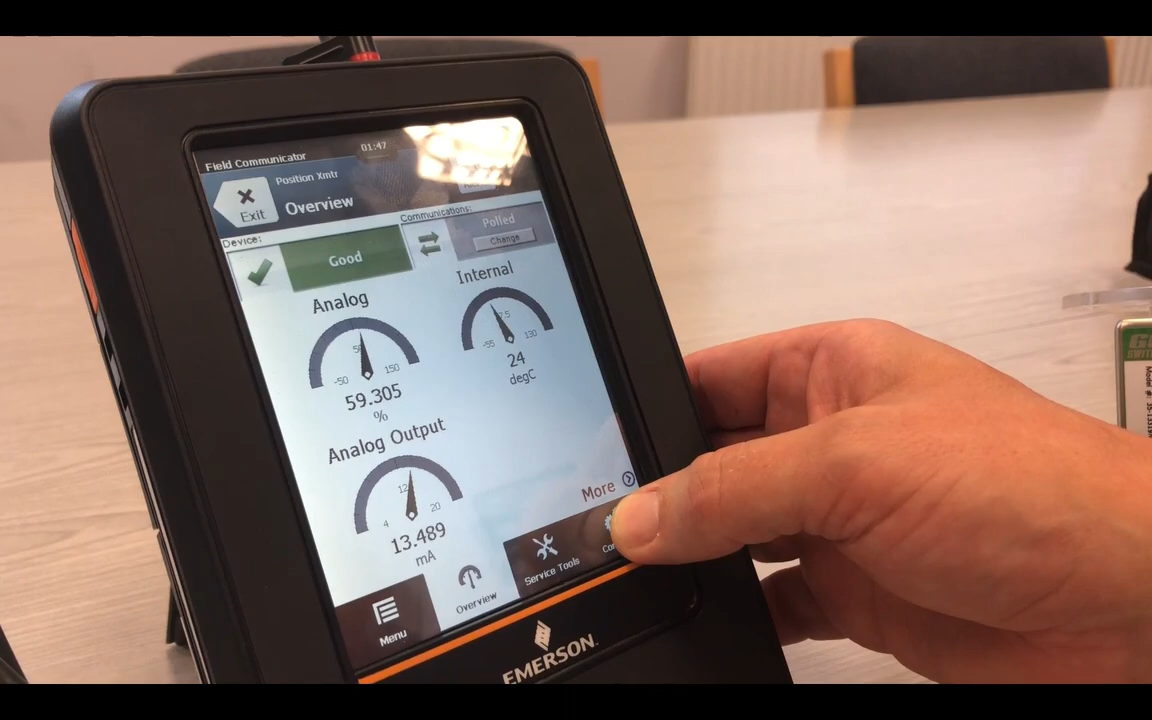 Field Communicator
01:47
Position Xmtr
Exit
Overview
Device:
Communications:
Good
Polled
Change
Analog
Internal
-50
150
-55
130
59.305
%
24
degC
Analog Output
12
4
20
13.489
mA
More
Menu
Overview
Service Tools
EMERSON